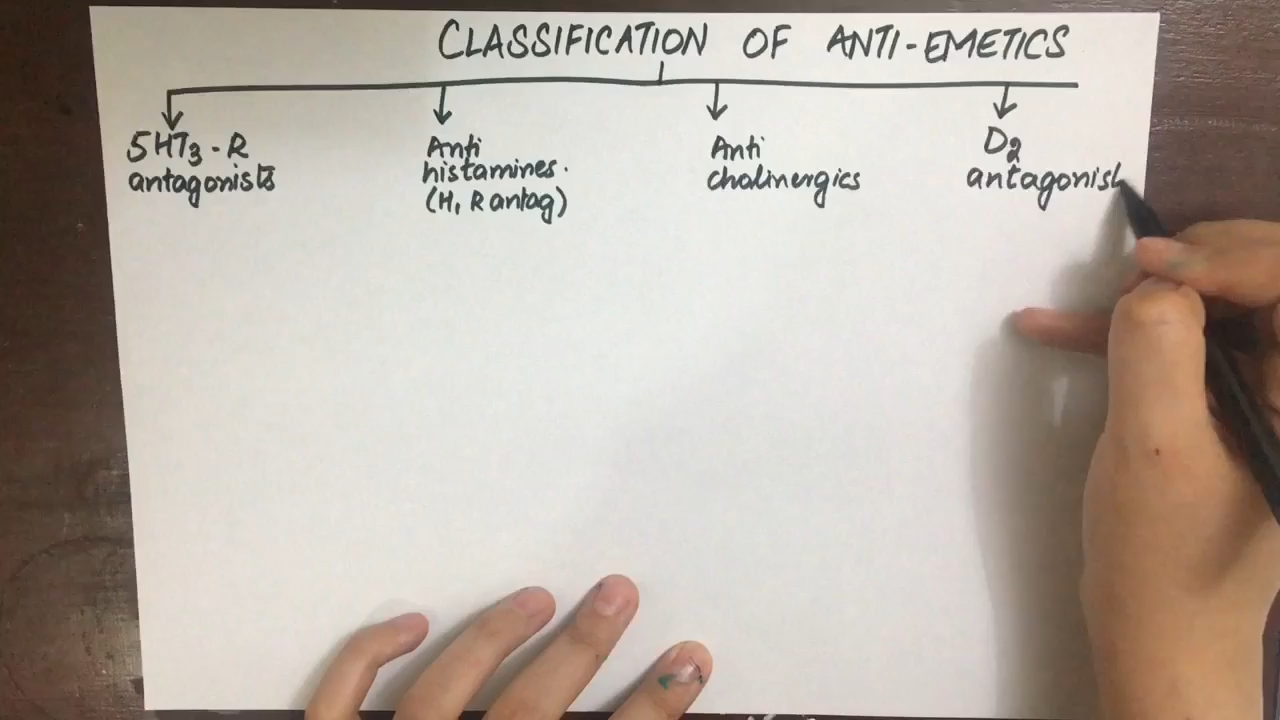 CLASSIFICATION OF ANTI-EMETICS
5HT3-R
antagonists
Anti
histamines.
(H1 R antag)
Anti
cholinergics
D2
antagonist